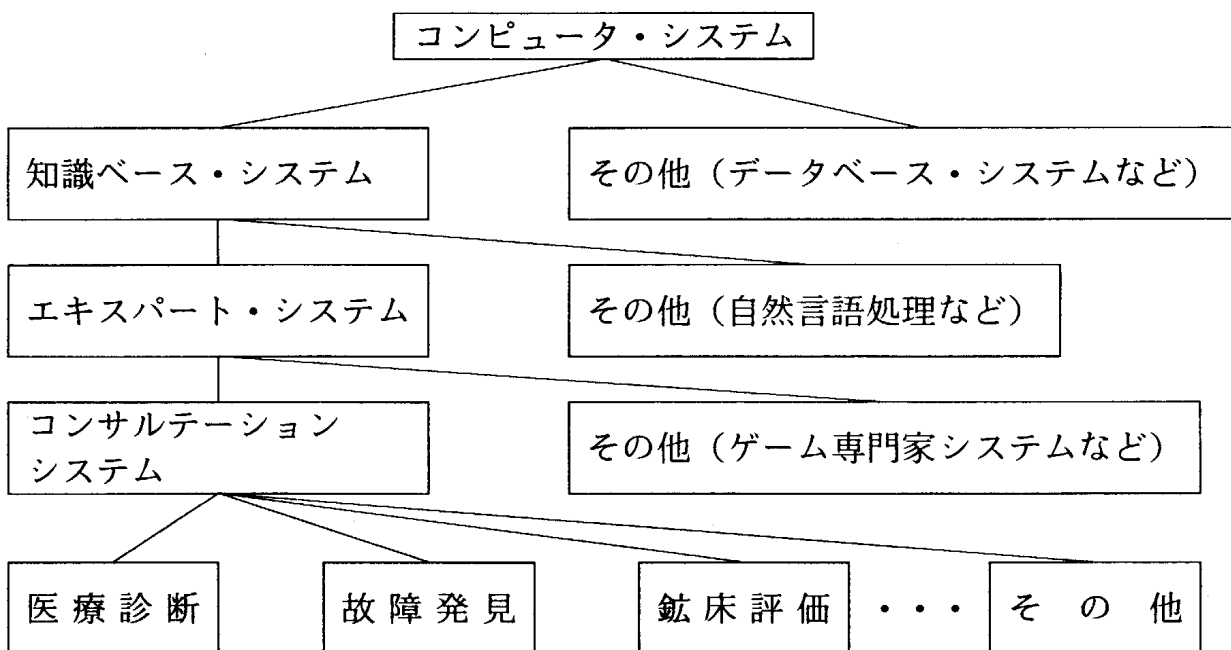 コンピュータ・システム
知識ベース・システム
その他（データベース・システムなど）
エキスパート・システム
その他（自然言語処理など）
コンサルテーション
システム
その他（ゲーム専門家システムなど）
医療診断
故障発見
鉱床評価
・・・
その他